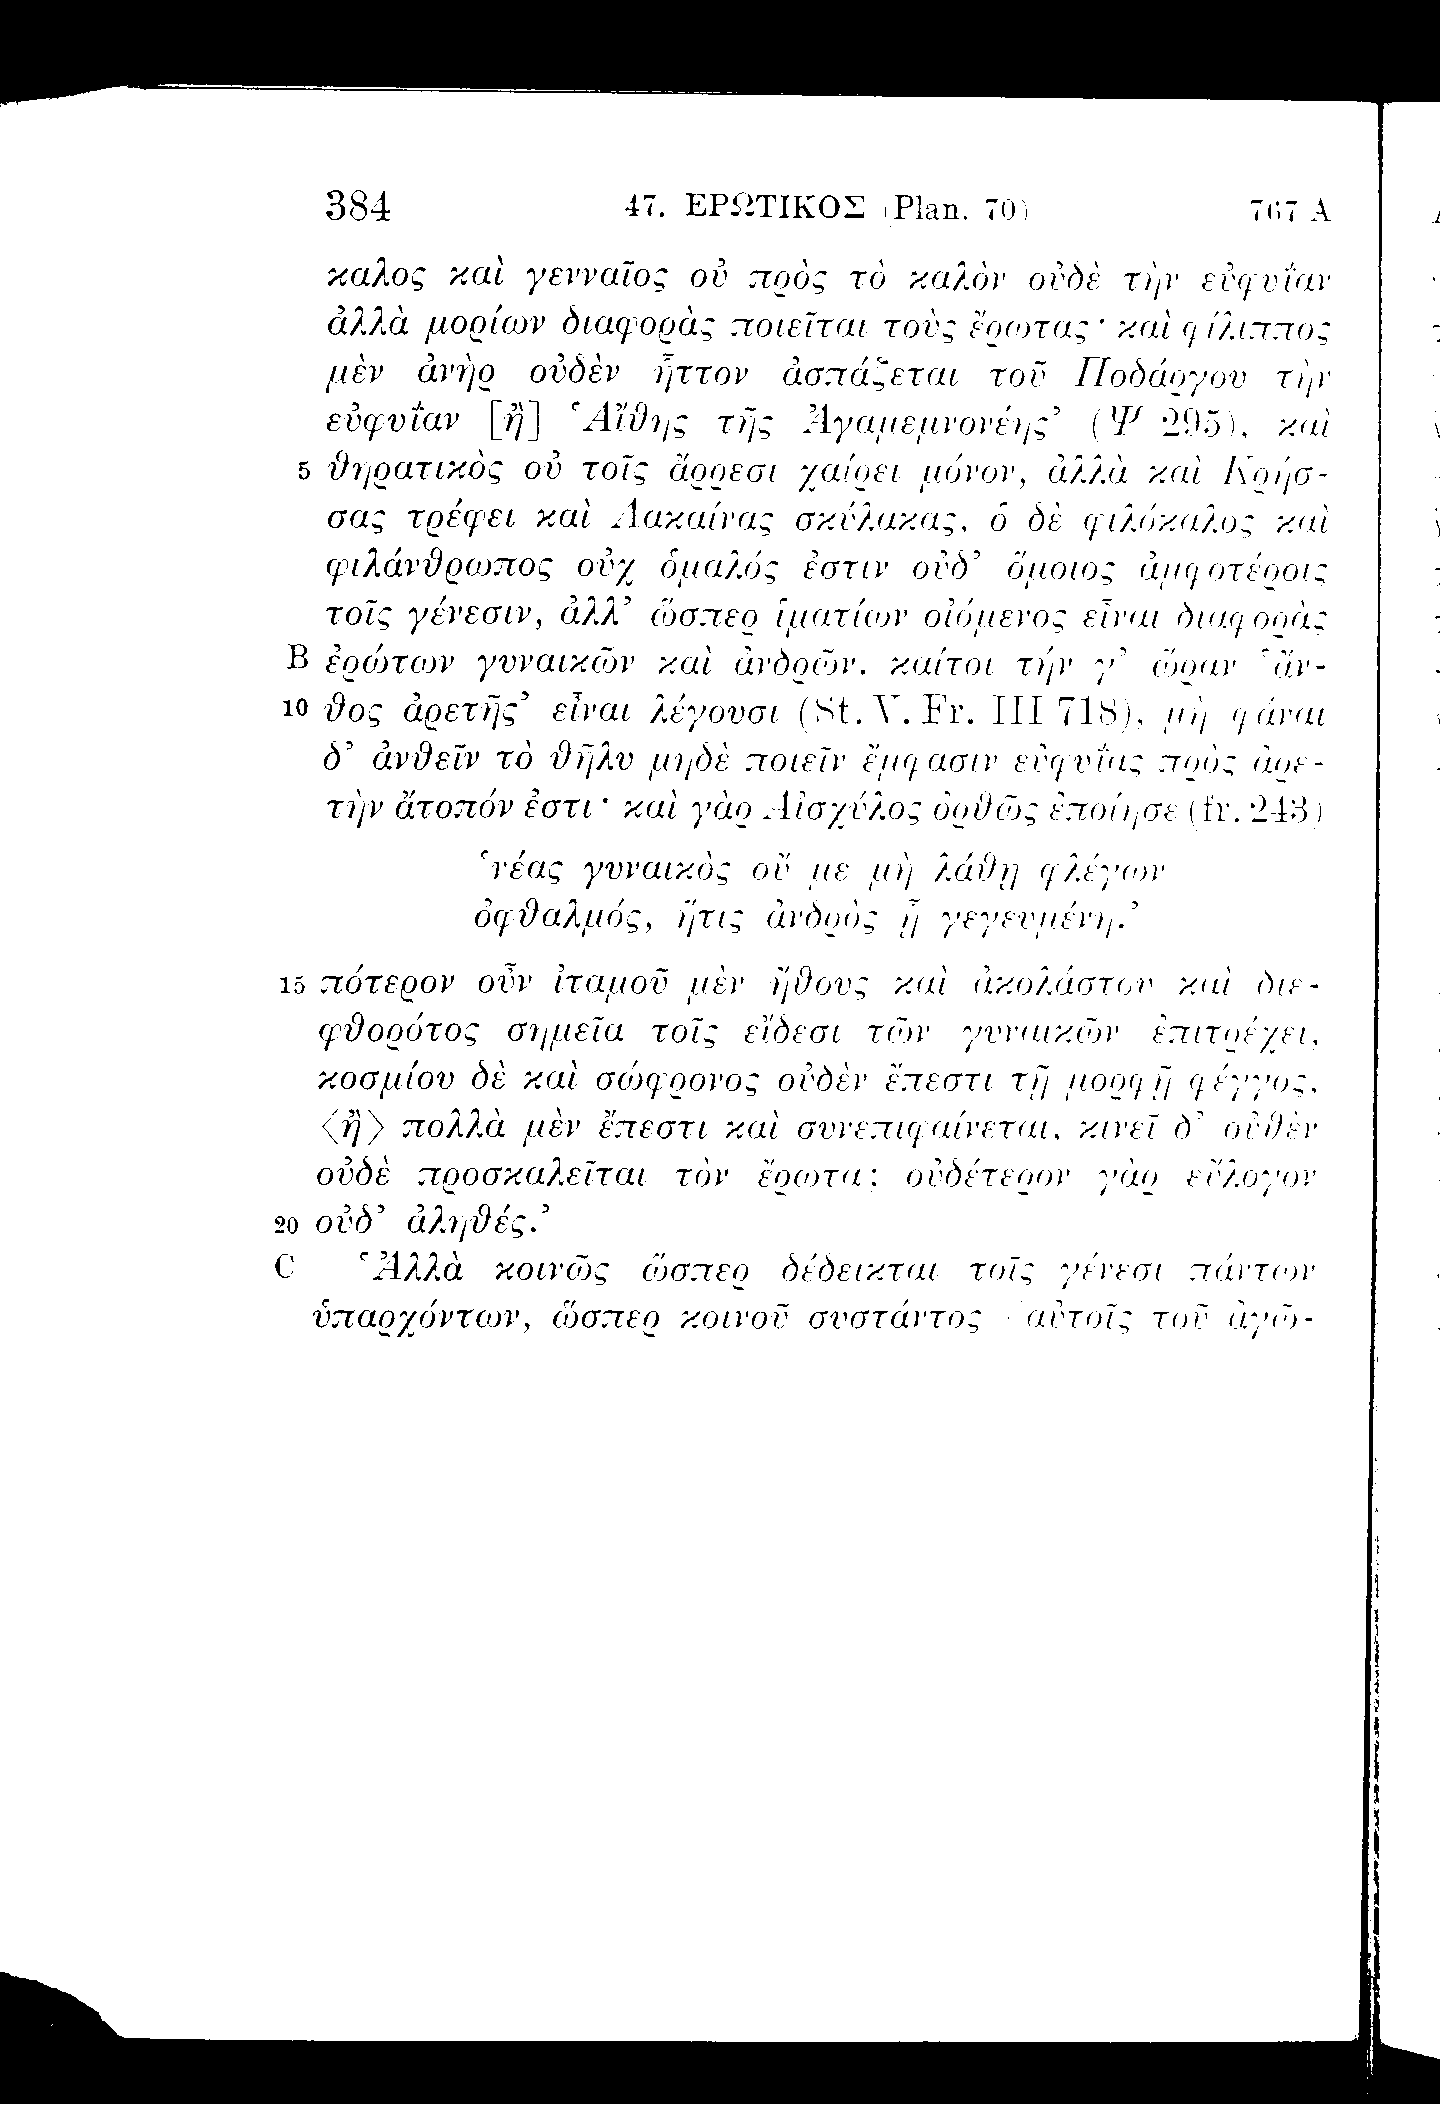 384 47. ΕΡΩΤΙΚΟΣ (Plan. 70) 767 A
καλος καὶ γενναῖος οὐ πρὸς τὸ καλὸν οὐδὲ τὴν εὐφυΐαν
ἀλλὰ μορίων διαφορὰς ποιεῖται τοὺς ἔρωτας· καὶ φίλιππος
μὲν ἀνὴρ οὐδὲν ἧττον ἀσπάζεται τοῦ Ποδάργου τὴν
εὐφυΐαν [ἢ] ‘Αἴθης τῆς Ἀγαμεμνονέης’ (Ψ 295), καὶ
5 θηρατικὸς οὐ τοῖς ἄρρεσι χαίρει μόνον, ἀλλὰ καὶ Κρήσ-
σας τρέφει καὶ Λακαίνας σκύλακας, ὁ δὲ φιλόκαλος καὶ
φιλάνθρωπος οὐχ ὁμαλός ἐστιν οὐδ’ ὅμοιος ἀμφοτέροις
τοῖς γένεσιν, ἀλλ’ ὥσπερ ἱματίων οἰόμενος εἶναι διαφορὰς
B ἐρώτων γυναικῶν καὶ ἀνδρῶν. καίτοι τήν γ’ ὥραν ‘ἄν-
10 θος ἀρετῆς’ εἶναι λέγουσι (St. V. Fr. III 718), μὴ φάναι
δ’ ἀνθεῖν τὸ θῆλυ μηδὲ ποιεῖν ἔμφασιν εὐφυΐας πρὸς ἀρε-
τὴν ἄτοπόν ἐστι· καὶ γὰρ Αἰσχύλος ὀρθῶς ἐποίησε (fr. 243)
‘νέας γυναικὸς οὔ με μὴ λάθῃ φλέγων
ὀφθαλμός, ἥτις ἀνδρὸς ᾖ γεγευμένη.’
15 πότερον οὖν ἰταμοῦ μὲν ἤθους καὶ ἀκολάστου καὶ διε-
φθορότος σημεῖα τοῖς εἴδεσι τῶν γυναικῶν ἐπιτρέχει,
κοσμίου δὲ καὶ σώφρονος οὐδὲν ἔπεστι τῇ μορφῇ φέγγος,
⟨ἢ⟩ πολλὰ μὲν ἔπεστι καὶ συνεπιφαίνεται, κινεῖ δ’ οὐθὲν
οὐδὲ προσκαλεῖται τὸν ἔρωτα; οὐδέτερον γὰρ εὔλογον
20 οὐδ’ ἀληθές.’
C ‘Ἀλλὰ κοινῶς ὥσπερ δέδεικται τοῖς γένεσι πάντων
ὑπαρχόντων, ὥσπερ κοινοῦ συστάντος αὐτοῖς τοῦ ἀγῶ-